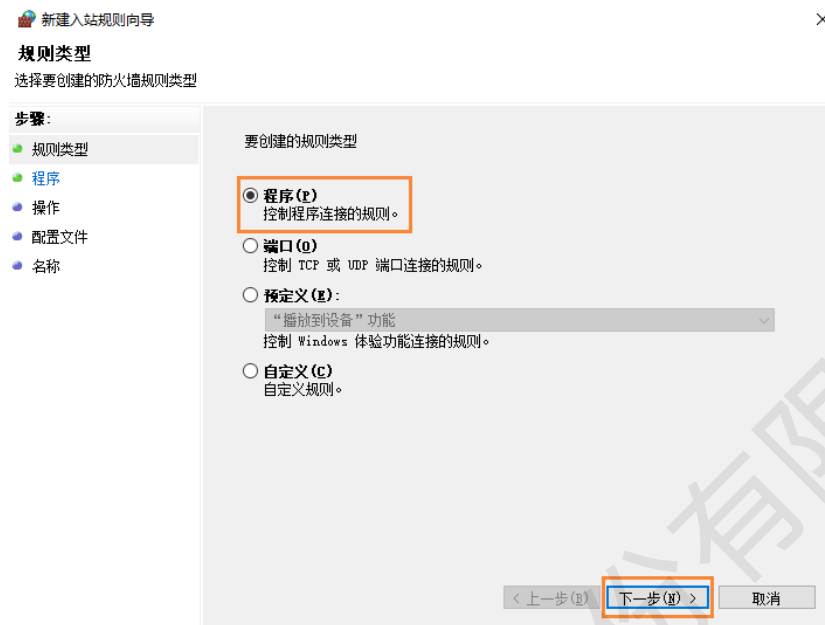 新建入站规则向导
规则类型
选择要创建的防火墙规则类型
步骤:
规则类型
程序
操作
配置文件
名称
要创建的规则类型
程序(P)
控制程序连接的规则。
端口(O)
控制 TCP 或 UDP 端口连接的规则。
预定义(E):
“播放到设备”功能
控制 Windows 体验功能连接的规则。
自定义(C)
自定义规则。
< 上一步(B)
下一步(N) >
取消
份有限